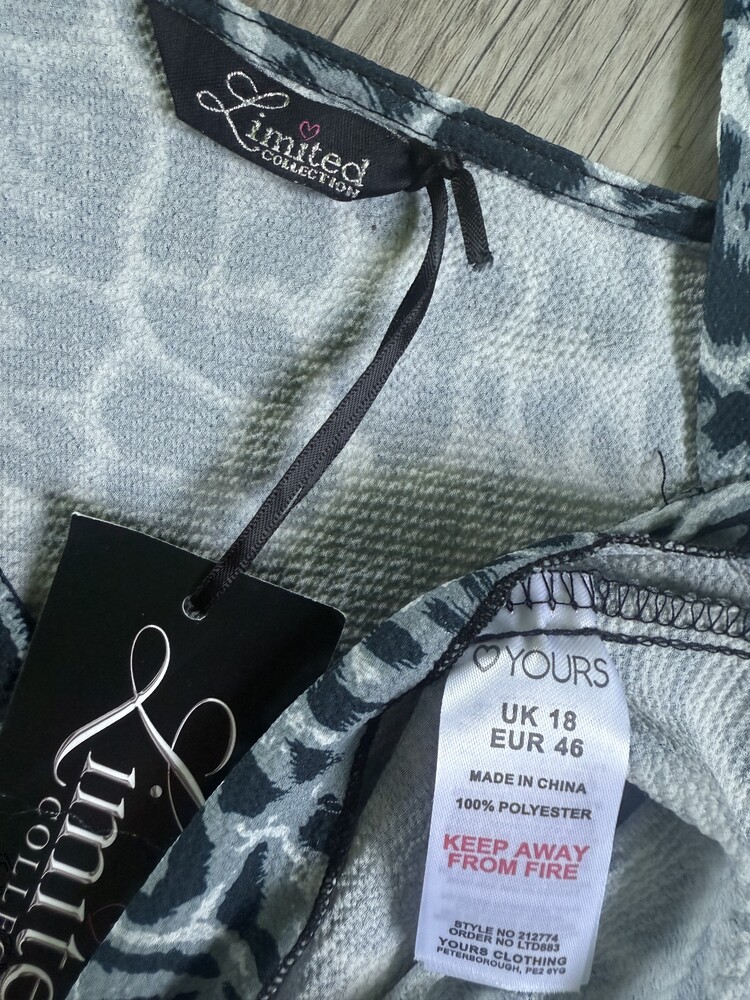 Limited
COLLECTION
Limite
COLLEC
YOURS
UK 18
EUR 46
MADE IN CHINA
100% POLYESTER
KEEP AWAY
FROM FIRE
STYLE NO 212774
ORDER NO LTD883
YOURS CLOTHING
PETERBOROUGH, PE2 6YG